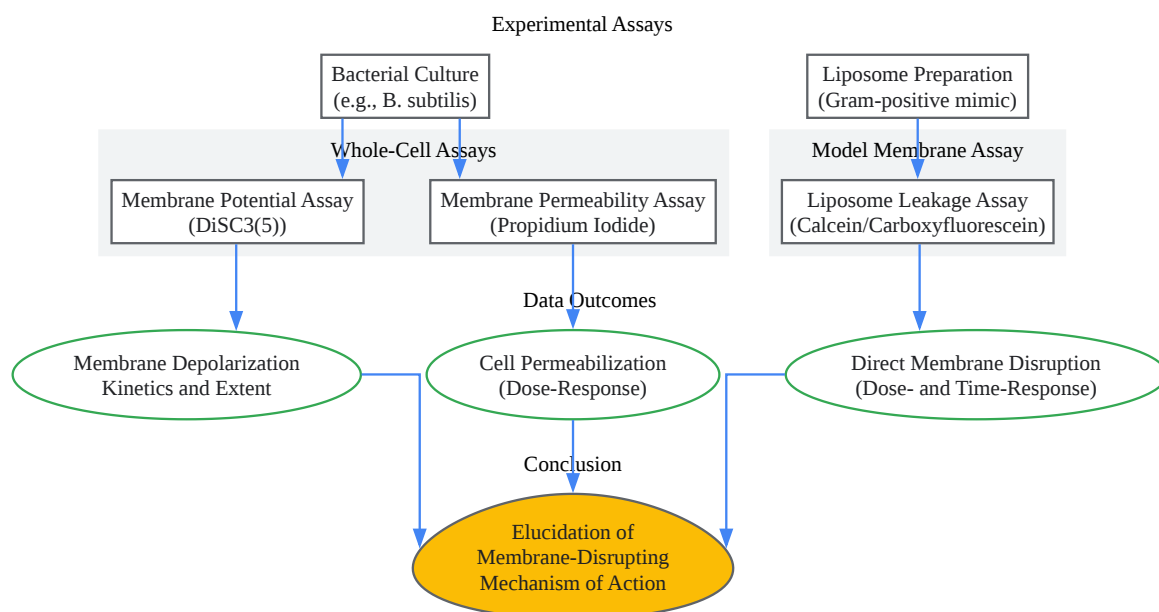 Experimental Assays
Bacterial Culture
(e.g., B. subtilis)
Liposome Preparation
(Gram-positive mimic)
Whole-Cell Assays
Model Membrane Assay
Membrane Potential Assay
(DiSC3(5))
Membrane Permeability Assay
(Propidium Iodide)
Liposome Leakage Assay
(Calcein/Carboxyfluorescein)
Data Outcomes
Membrane Depolarization
Kinetics and Extent
Cell Permeabilization
(Dose-Response)
Direct Membrane Disruption
(Dose- and Time-Response)
Conclusion
Elucidation of
Membrane-Disrupting
Mechanism of Action